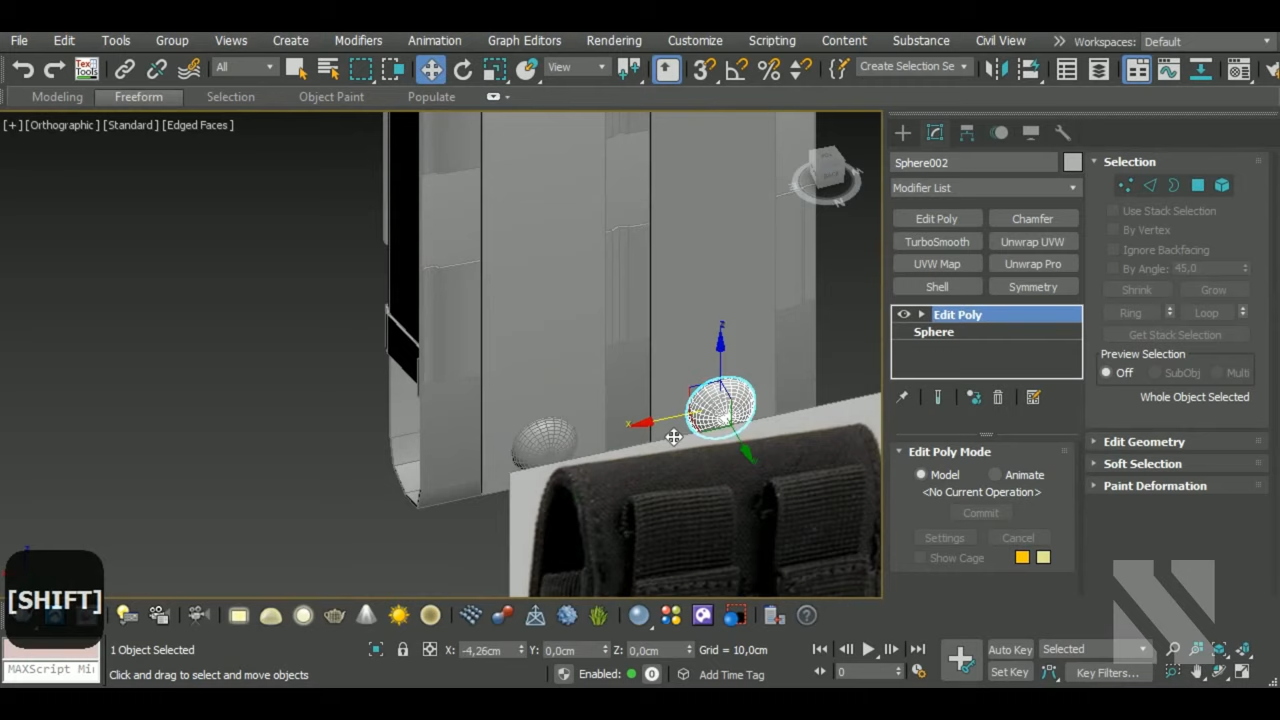 File Edit Tools Group Views Create Modifiers Animation Graph Editors Rendering Customize Scripting Content Substance Civil View Workspaces: Default
Tex Tools All View 3 Create Selection Se
Modeling Freeform Selection Object Paint Populate
[+] [Orthographic] [Standard] [Edged Faces]
x
z
BACK
N
Sphere002
Modifier List
Edit Poly Chamfer
TurboSmooth Unwrap UVW
UVW Map Unwrap Pro
Shell Symmetry
Edit Poly
Sphere
Edit Poly Mode
Model Animate
<No Current Operation>
Commit
Settings Cancel
Show Cage
Selection
Use Stack Selection
By Vertex
Ignore Backfacing
By Angle: 45,0
Shrink Grow
Ring Loop
Get Stack Selection
Preview Selection
Off SubObj Multi
Whole Object Selected
Edit Geometry
Soft Selection
Paint Deformation
[SHIFT]
MAXScript Mi
1 Object Selected
Click and drag to select and move objects
X: -4,26cm Y: 0,0cm Z: 0,0cm Grid = 10,0cm
Enabled: 0 Add Time Tag
0
Auto Key Selected
Set Key Key Filters...